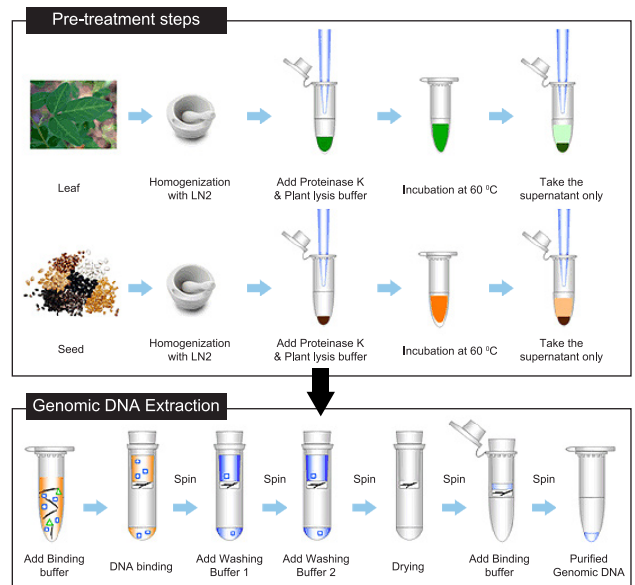 Pre-treatment steps
Leaf
Homogenization
with LN2
Add Proteinase K
& Plant lysis buffer
Incubation at 60 ⁰C
Take the
supernatant only
Seed
Homogenization
with LN2
Add Proteinase K
& Plant lysis buffer
Incubation at 60 ⁰C
Take the
supernatant only
Genomic DNA Extraction
Spin
Spin
Spin
Spin
Spin
Add Binding
buffer
DNA binding
Add Washing
Buffer 1
Add Washing
Buffer 2
Drying
Add Binding
buffer
Purified
Genomic DNA